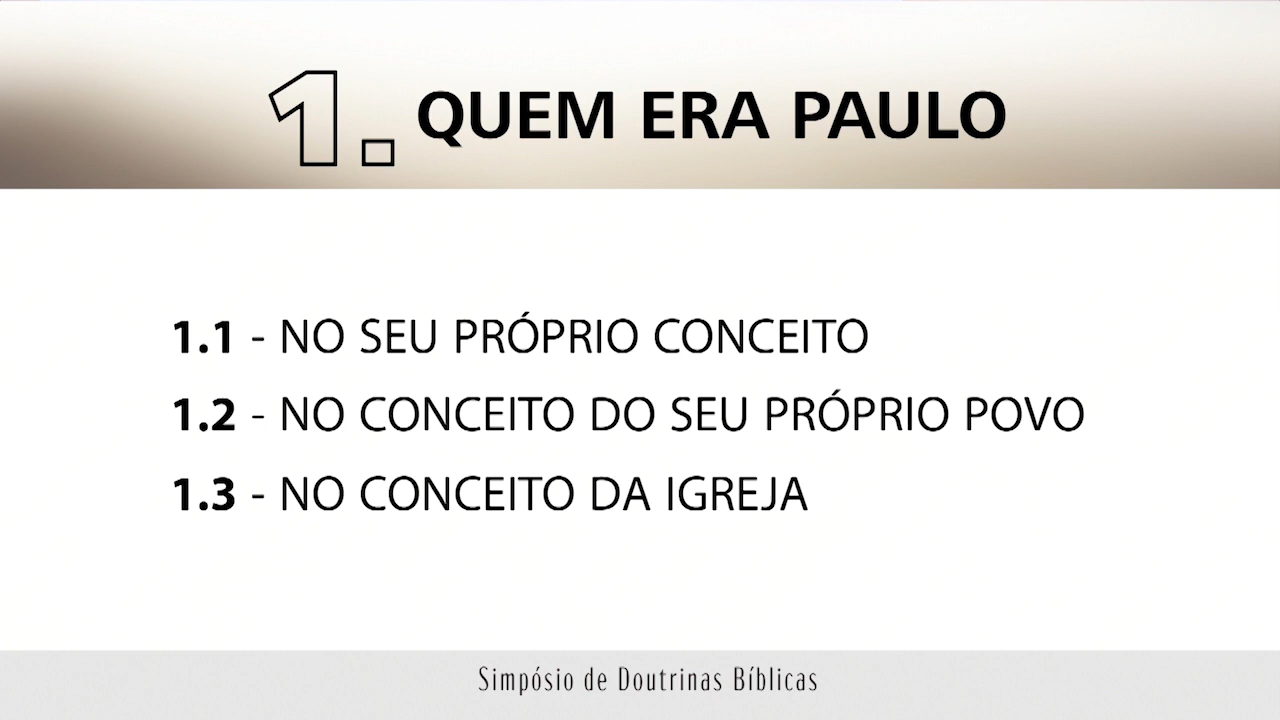 1. QUEM ERA PAULO
1.1 - NO SEU PRÓPRIO CONCEITO
1.2 - NO CONCEITO DO SEU PRÓPRIO POVO
1.3 - NO CONCEITO DA IGREJA
Simpósio de Doutrinas Bíblicas